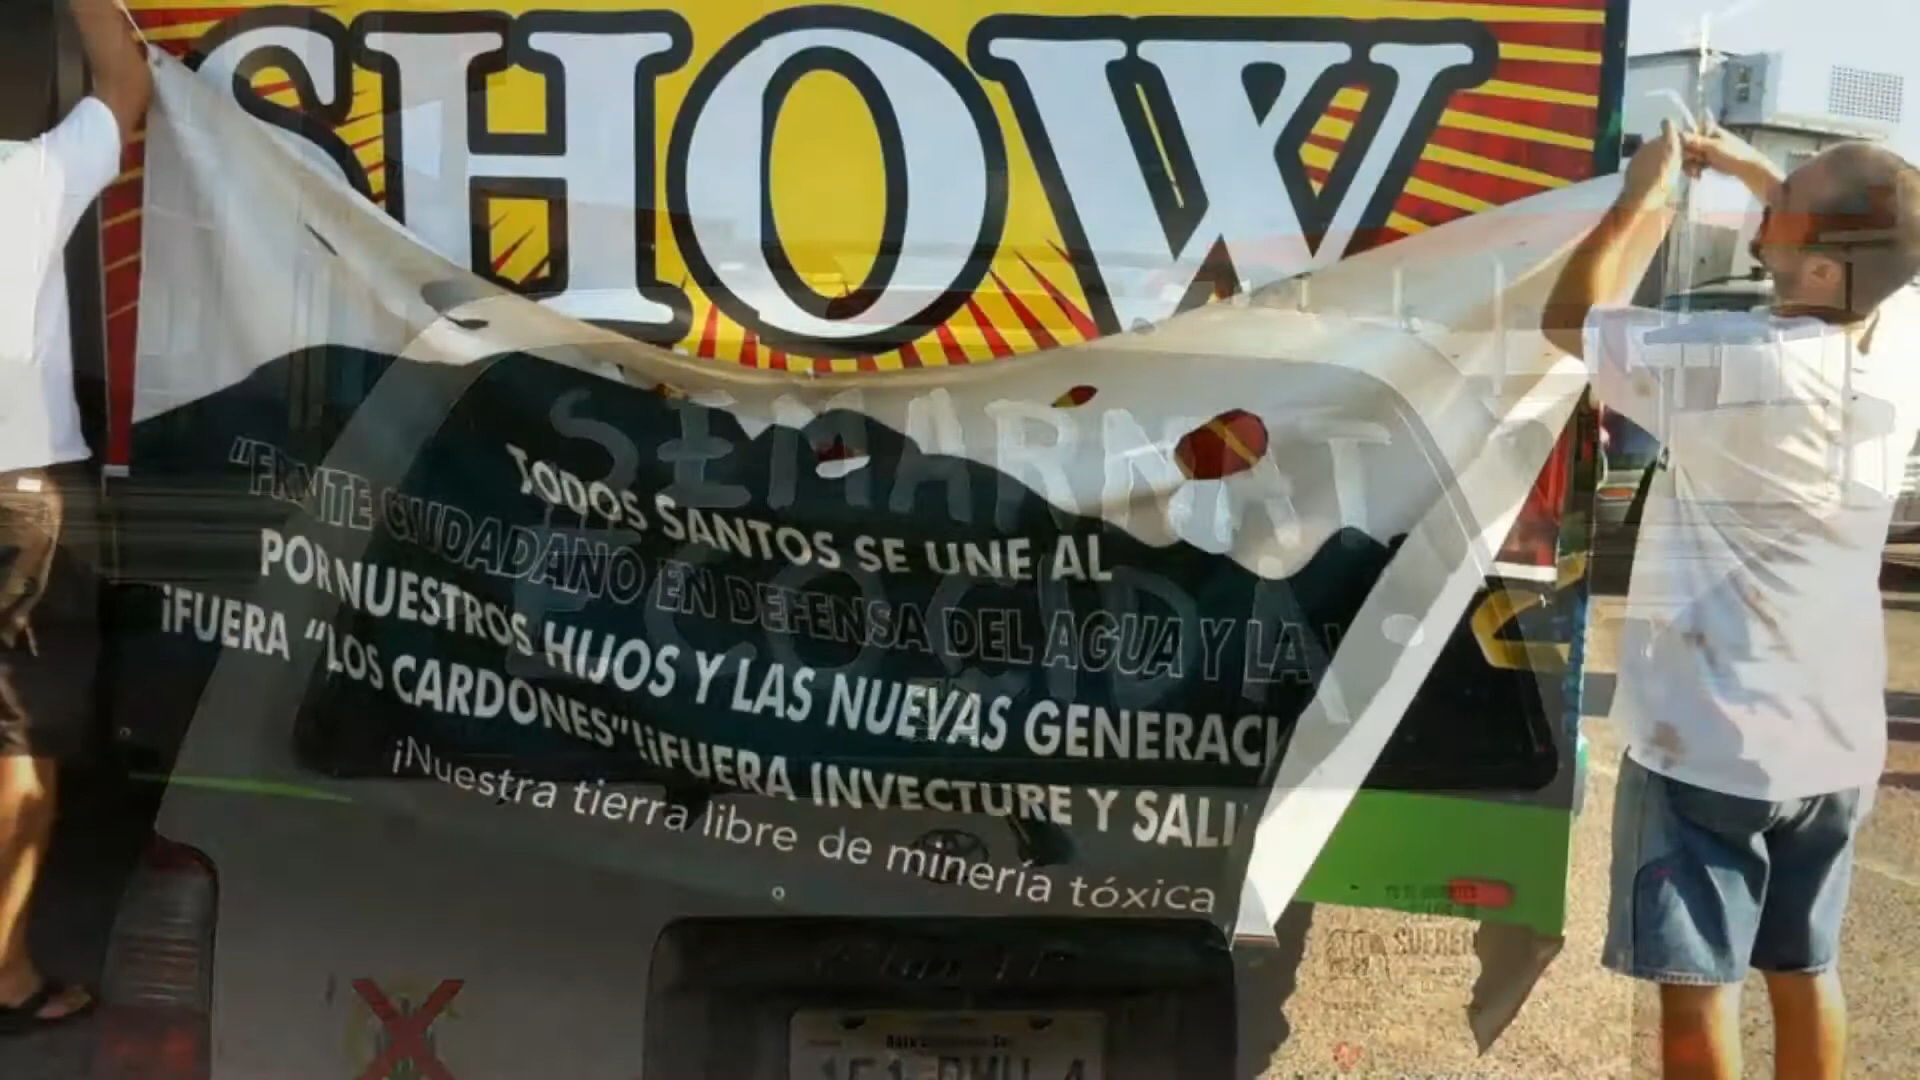 SHOW
SEMARNAT
ECOCIDA
TODOS SANTOS SE UNE AL
"FRENTE CIUDADANO EN DEFENSA DEL AGUA Y LA
POR NUESTROS HIJOS Y LAS NUEVAS GENERACI
¡FUERA "LOS CARDONES"!¡FUERA INVECTURE Y SALI
¡Nuestra tierra libre de minería tóxica